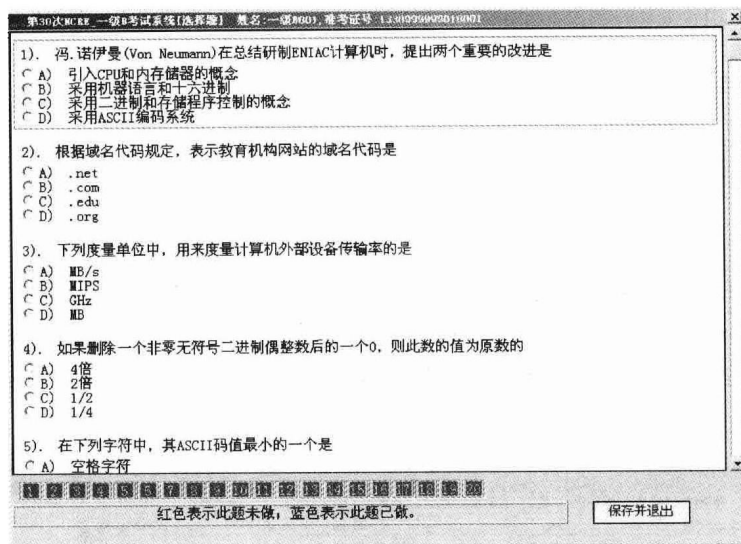 第30次NCRE 一级B考试系统[选择题] 姓名:一级B001,准考证号
1). 冯.诺伊曼(Von Neumann)在总结研制ENIAC计算机时，提出两个重要的改进是
A) 引入CPU和内存储器的概念
B) 采用机器语言和十六进制
C) 采用二进制和存储程序控制的概念
D) 采用ASCII编码系统
2). 根据域名代码规定，表示教育机构网站的域名代码是
A) .net
B) .com
C) .edu
D) .org
3). 下列度量单位中，用来度量计算机外部设备传输率的是
A) MB/s
B) MIPS
C) GHz
D) MB
4). 如果删除一个非零无符号二进制偶整数后的一个0，则此数的值为原数的
A) 4倍
B) 2倍
C) 1/2
D) 1/4
5). 在下列字符中，其ASCII码值最小的一个是
A) 空格字符
1 2 3 4 5 6 7 8 9 10 11 12 13 14 15 16 17 18 19 20
红色表示此题未做，蓝色表示此题已做。
保存并退出